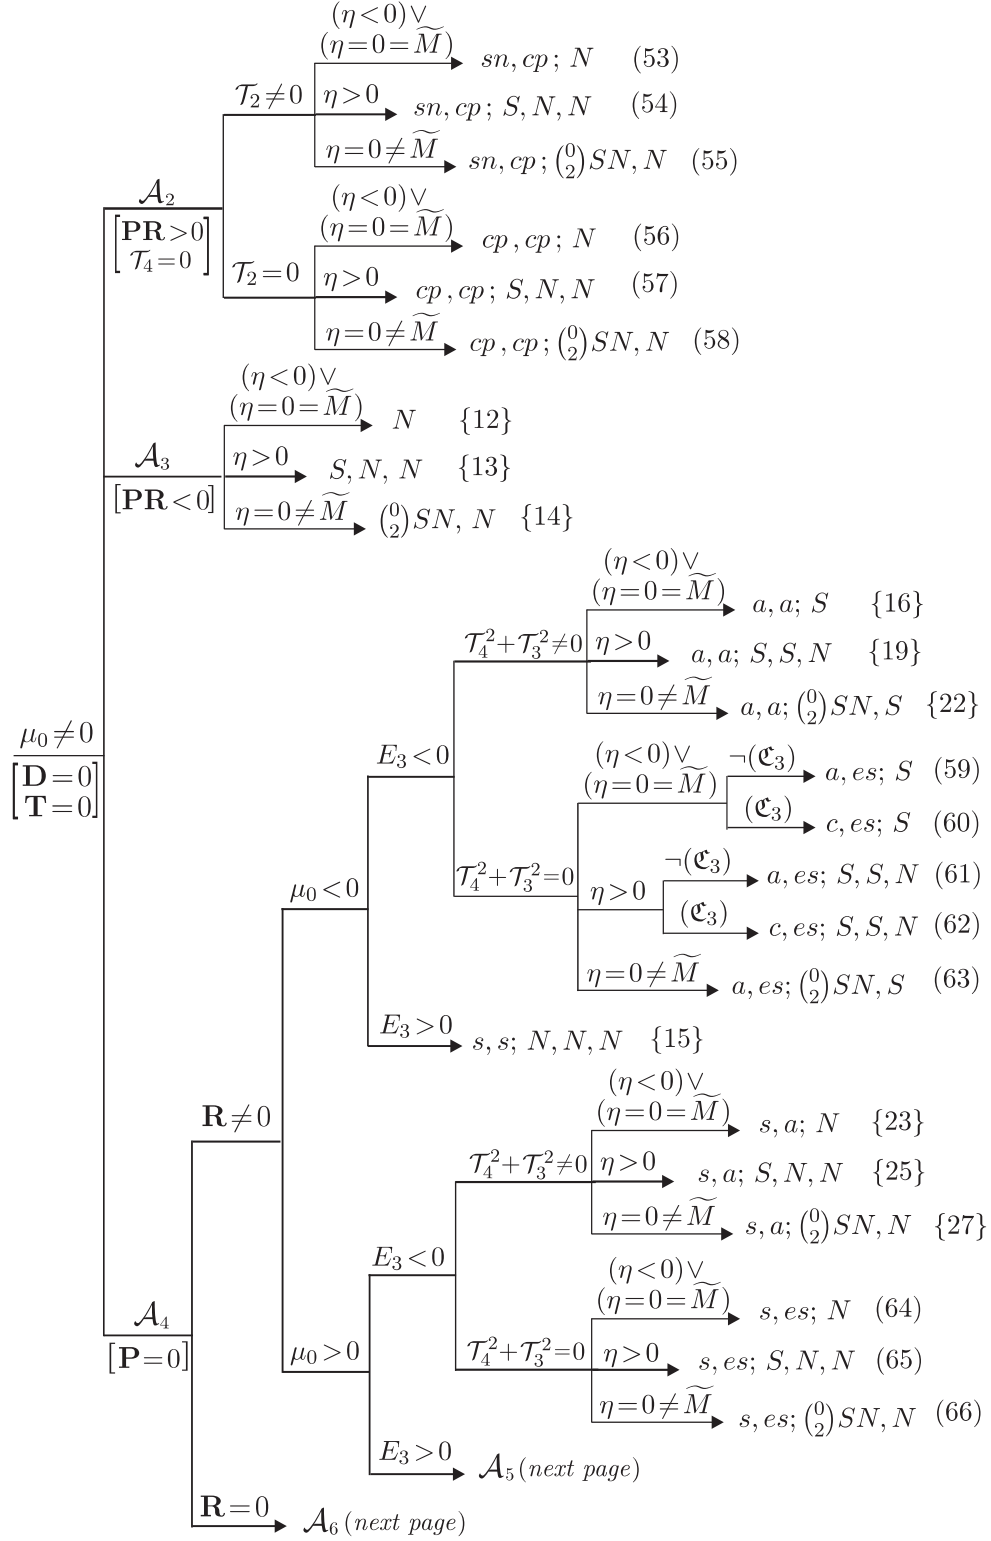 (η<0)∨
(η=0=M̃) sn, cp; N (53)
𝒯₂≠0 η>0 sn, cp; S, N, N (54)
η=0≠M̃ sn, cp; (0 2)SN, N (55)
𝒜₂
[PR>0
𝒯₄=0]
(η<0)∨
(η=0=M̃) cp, cp; N (56)
𝒯₂=0 η>0 cp, cp; S, N, N (57)
η=0≠M̃ cp, cp; (0 2)SN, N (58)
(η<0)∨
(η=0=M̃) N {12}
𝒜₃ η>0 S, N, N {13}
[PR<0]
η=0≠M̃ (0 2)SN, N {14}
(η<0)∨
(η=0=M̃) a, a; S {16}
𝒯₄²+𝒯₃²≠0 η>0 a, a; S, S, N {19}
η=0≠M̃ a, a; (0 2)SN, S {22}
μ₀≠0
[D=0
T=0]
E₃<0
(η<0)∨ ¬(ℭ₃) a, es; S (59)
(η=0=M̃) (ℭ₃) c, es; S (60)
𝒯₄²+𝒯₃²=0 η>0 ¬(ℭ₃) a, es; S, S, N (61)
(ℭ₃) c, es; S, S, N (62)
μ₀<0
η=0≠M̃ a, es; (0 2)SN, S (63)
E₃>0 s, s; N, N, N {15}
R≠0
(η<0)∨
(η=0=M̃) s, a; N {23}
𝒯₄²+𝒯₃²≠0 η>0 s, a; S, N, N {25}
η=0≠M̃ s, a; (0 2)SN, N {27}
E₃<0
(η<0)∨
(η=0=M̃) s, es; N (64)
𝒜₄
[P=0]
μ₀>0 𝒯₄²+𝒯₃²=0 η>0 s, es; S, N, N (65)
η=0≠M̃ s, es; (0 2)SN, N (66)
E₃>0 𝒜₅ (next page)
R=0 𝒜₆ (next page)